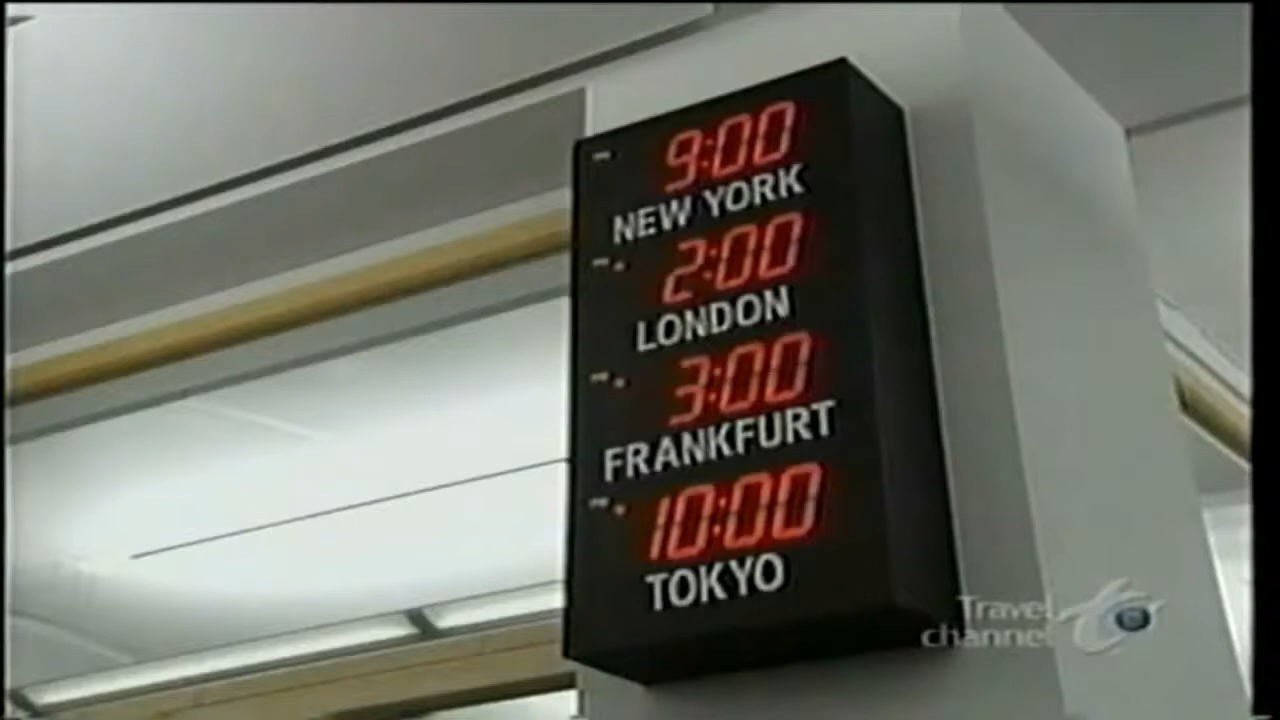 9:00
NEW YORK
2:00
LONDON
3:00
FRANKFURT
10:00
TOKYO
Travel
channel